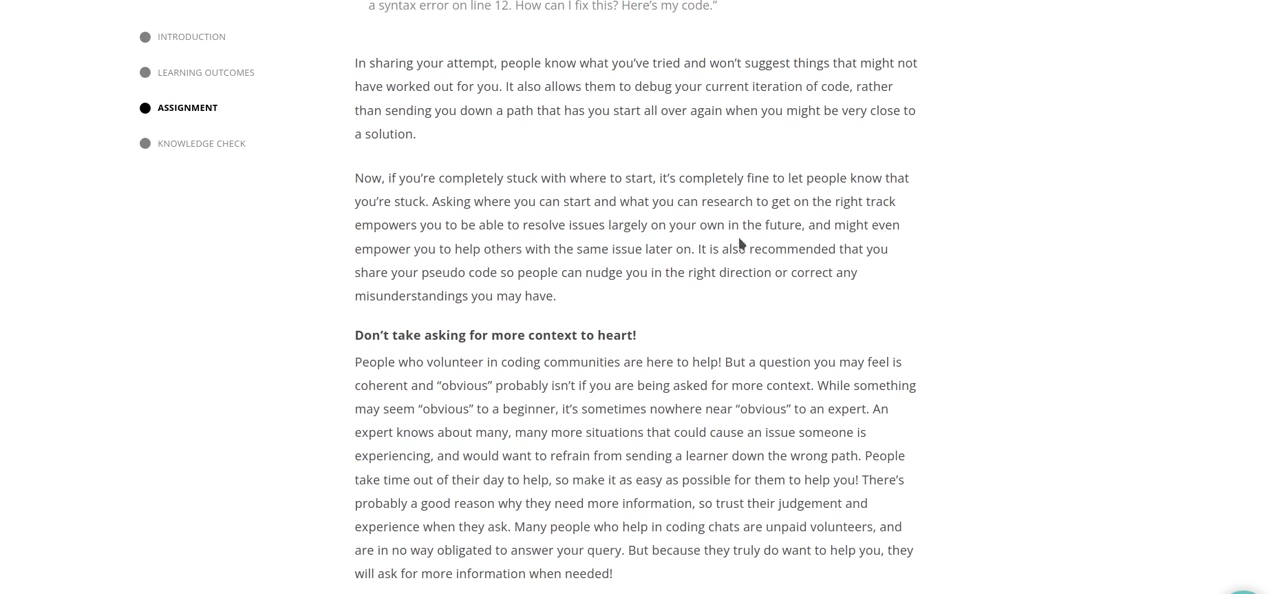 a syntax error on line 12. How can I fix this? Here’s my code.”
INTRODUCTION
LEARNING OUTCOMES
ASSIGNMENT
KNOWLEDGE CHECK
In sharing your attempt, people know what you’ve tried and won’t suggest things that might not
have worked out for you. It also allows them to debug your current iteration of code, rather
than sending you down a path that has you start all over again when you might be very close to
a solution.
Now, if you’re completely stuck with where to start, it’s completely fine to let people know that
you’re stuck. Asking where you can start and what you can research to get on the right track
empowers you to be able to resolve issues largely on your own in the future, and might even
empower you to help others with the same issue later on. It is also recommended that you
share your pseudo code so people can nudge you in the right direction or correct any
misunderstandings you may have.
Don’t take asking for more context to heart!
People who volunteer in coding communities are here to help! But a question you may feel is
coherent and “obvious” probably isn’t if you are being asked for more context. While something
may seem “obvious” to a beginner, it’s sometimes nowhere near “obvious” to an expert. An
expert knows about many, many more situations that could cause an issue someone is
experiencing, and would want to refrain from sending a learner down the wrong path. People
take time out of their day to help, so make it as easy as possible for them to help you! There’s
probably a good reason why they need more information, so trust their judgement and
experience when they ask. Many people who help in coding chats are unpaid volunteers, and
are in no way obligated to answer your query. But because they truly do want to help you, they
will ask for more information when needed!